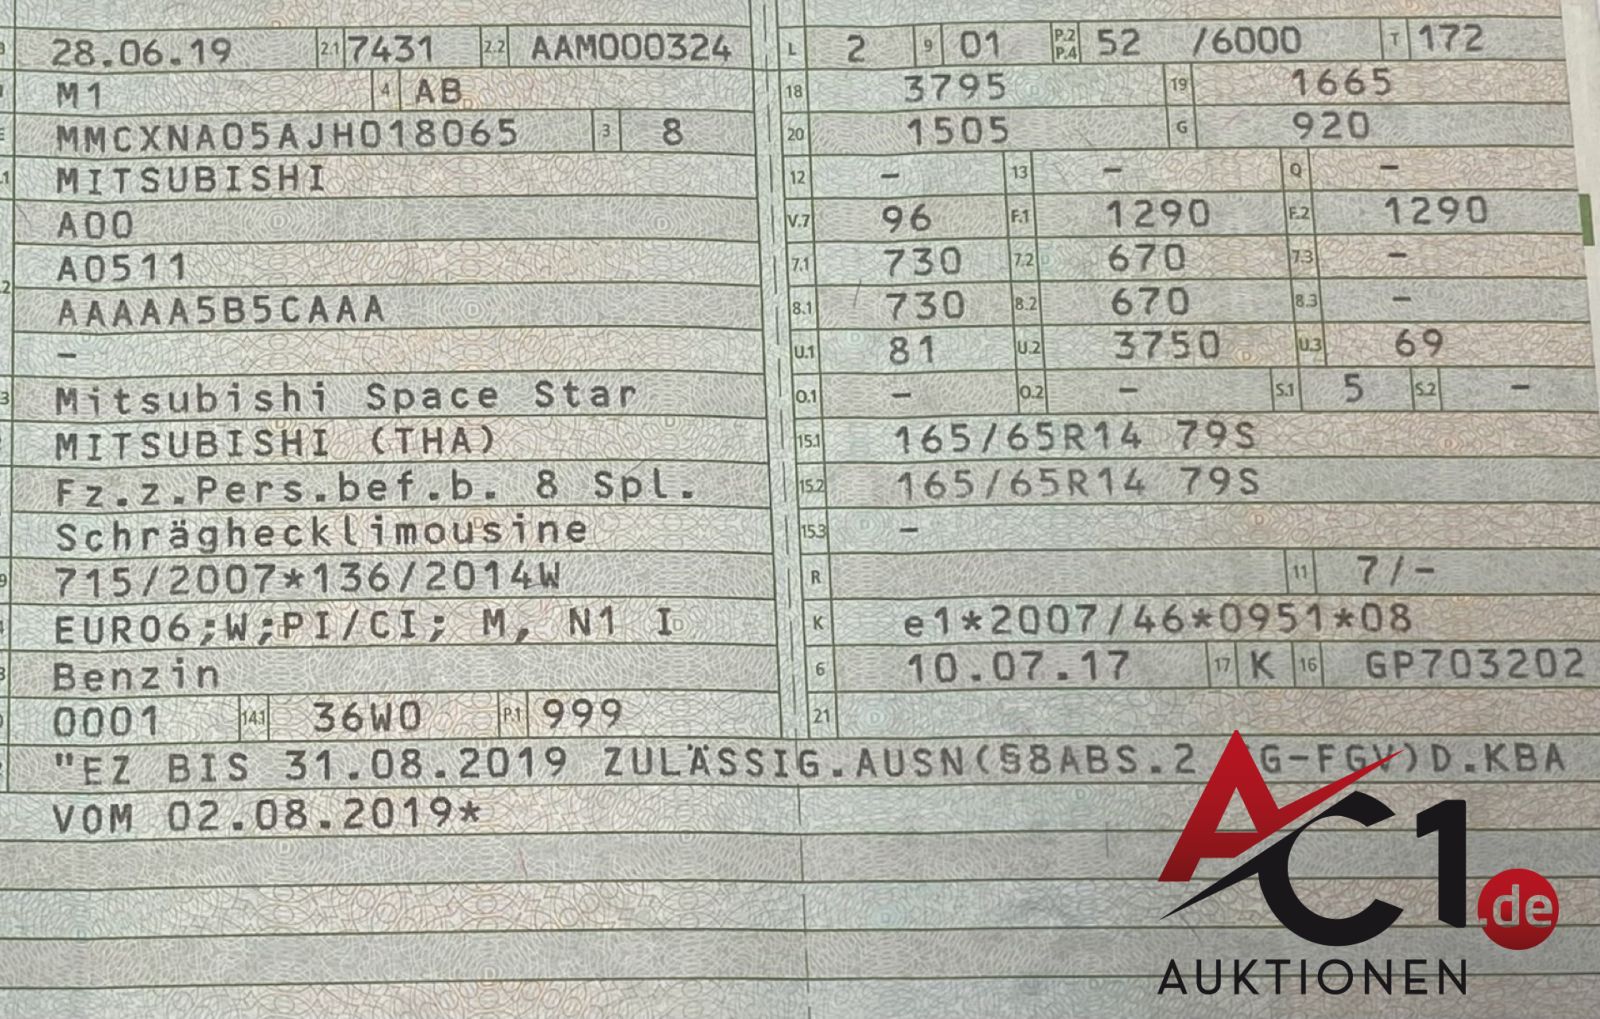 28.06.19 2.1 7431 2.2 AAM000324 L 2 9 01 P.2 P.4 52 /6000 T 172
M1 4 AB 18 3795 19 1665
MMCXNA05AJH018065 3 8 20 1505 G 920
MITSUBISHI 12 – 13 – Q –
A00 V.7 96 F.1 1290 F.2 1290
A0511 7.1 730 7.2 670 7.3 –
AAAAA5B5CAAA 8.1 730 8.2 670 8.3 –
– U.1 81 U.2 3750 U.3 69
Mitsubishi Space Star O.1 – O.2 – S.1 5 S.2 –
MITSUBISHI (THA) 15.1 165/65R14 79S
Fz.z.Pers.bef.b. 8 Spl. 15.2 165/65R14 79S
Schräghecklimousine 15.3 –
715/2007*136/2014W R 11 7/–
EURO6;W;PI/CI; M, N1 I K e1*2007/46*0951*08
Benzin 6 10.07.17 17 K 16 GP703202
0001 14.1 36W0 P.1 999 21
"EZ BIS 31.08.2019 ZULÄSSIG.AUSN(§8ABS.2 G-FGV)D.KBA
VOM 02.08.2019*
AC1.de
AUKTIONEN